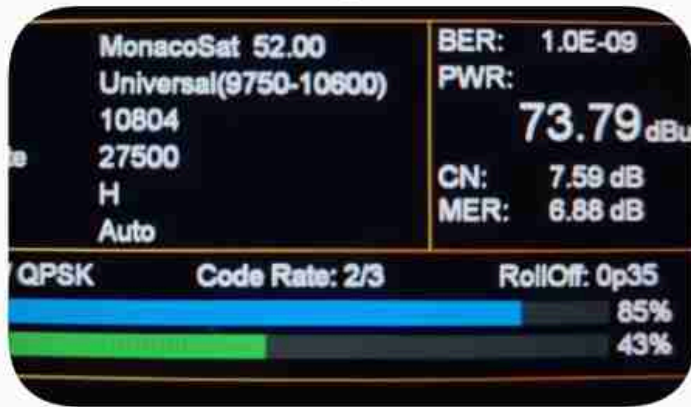 MonacoSat 52.00
Universal(9750-10600)
10804
27500
H
Auto
BER: 1.0E-09
PWR:
73.79 dBu
CN: 7.59 dB
MER: 6.88 dB
QPSK Code Rate: 2/3 RollOff: 0p35
85%
43%